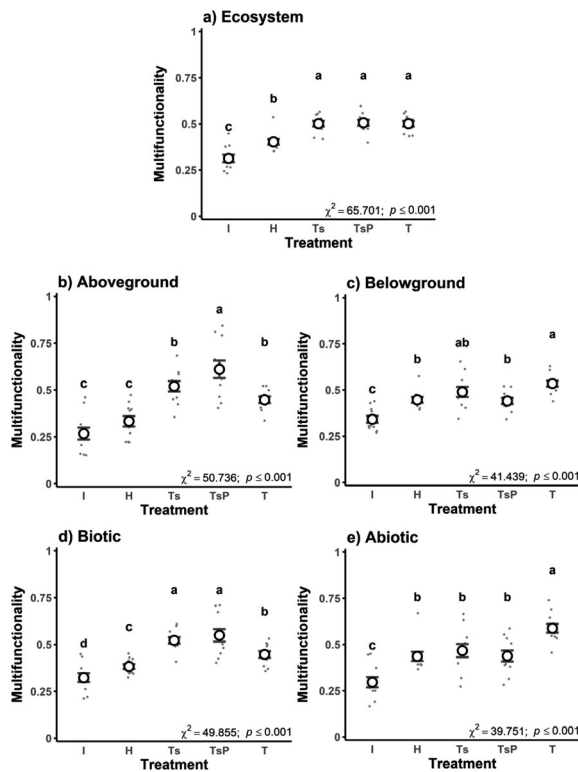 a) Ecosystem
Multifunctionality
1
0.75
0.5
0.25
0
c
b
a
a
a
χ² = 65.701; p ≤ 0.001
I
H
Ts
TsP
T
Treatment
b) Aboveground
Multifunctionality
1
0.75
0.5
0.25
0
c
c
b
a
b
χ² = 50.736; p ≤ 0.001
I
H
Ts
TsP
T
Treatment
c) Belowground
Multifunctionality
1
0.75
0.5
0.25
0
c
b
ab
b
a
χ² = 41.439; p ≤ 0.001
I
H
Ts
TsP
T
Treatment
d) Biotic
Multifunctionality
1
0.75
0.5
0.25
0
d
c
a
a
b
χ² = 49.855; p ≤ 0.001
I
H
Ts
TsP
T
Treatment
e) Abiotic
Multifunctionality
1
0.75
0.5
0.25
0
c
b
b
b
a
χ² = 39.751; p ≤ 0.001
I
H
Ts
TsP
T
Treatment